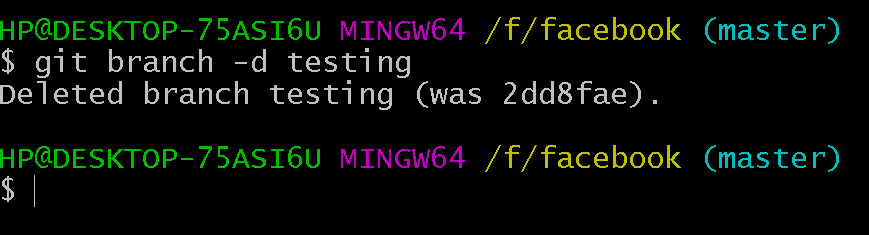 HP@DESKTOP-75ASI6U MINGW64 /f/facebook (master)
$ git branch -d testing
Deleted branch testing (was 2dd8fae).
HP@DESKTOP-75ASI6U MINGW64 /f/facebook (master)
$